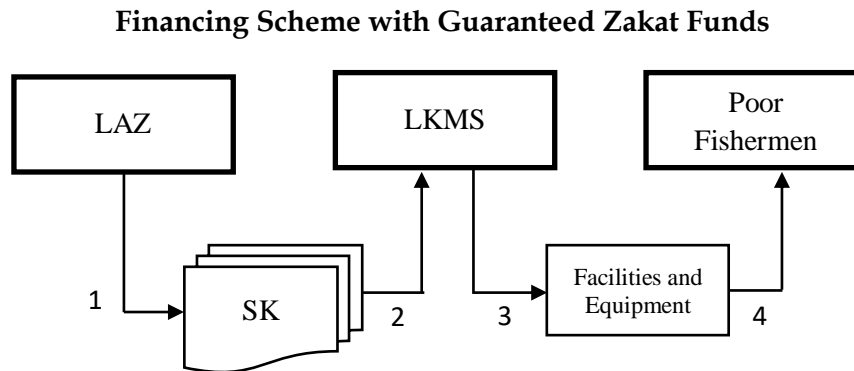 Financing Scheme with Guaranteed Zakat Funds
LAZ
LKMS
Poor
Fishermen
1
SK
2
3
Facilities and
Equipment
4